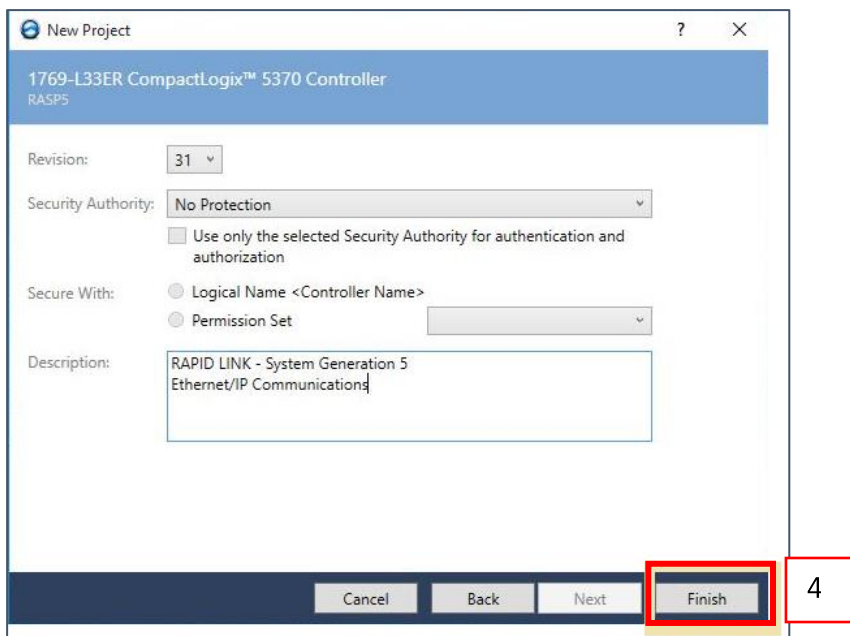 New Project
?
1769-L33ER CompactLogix™ 5370 Controller
RASP5
Revision: 31
Security Authority: No Protection
Use only the selected Security Authority for authentication and
authorization
Secure With: Logical Name <Controller Name>
Permission Set
Description: RAPID LINK - System Generation 5
Ethernet/IP Communications
Cancel Back Next Finish 4